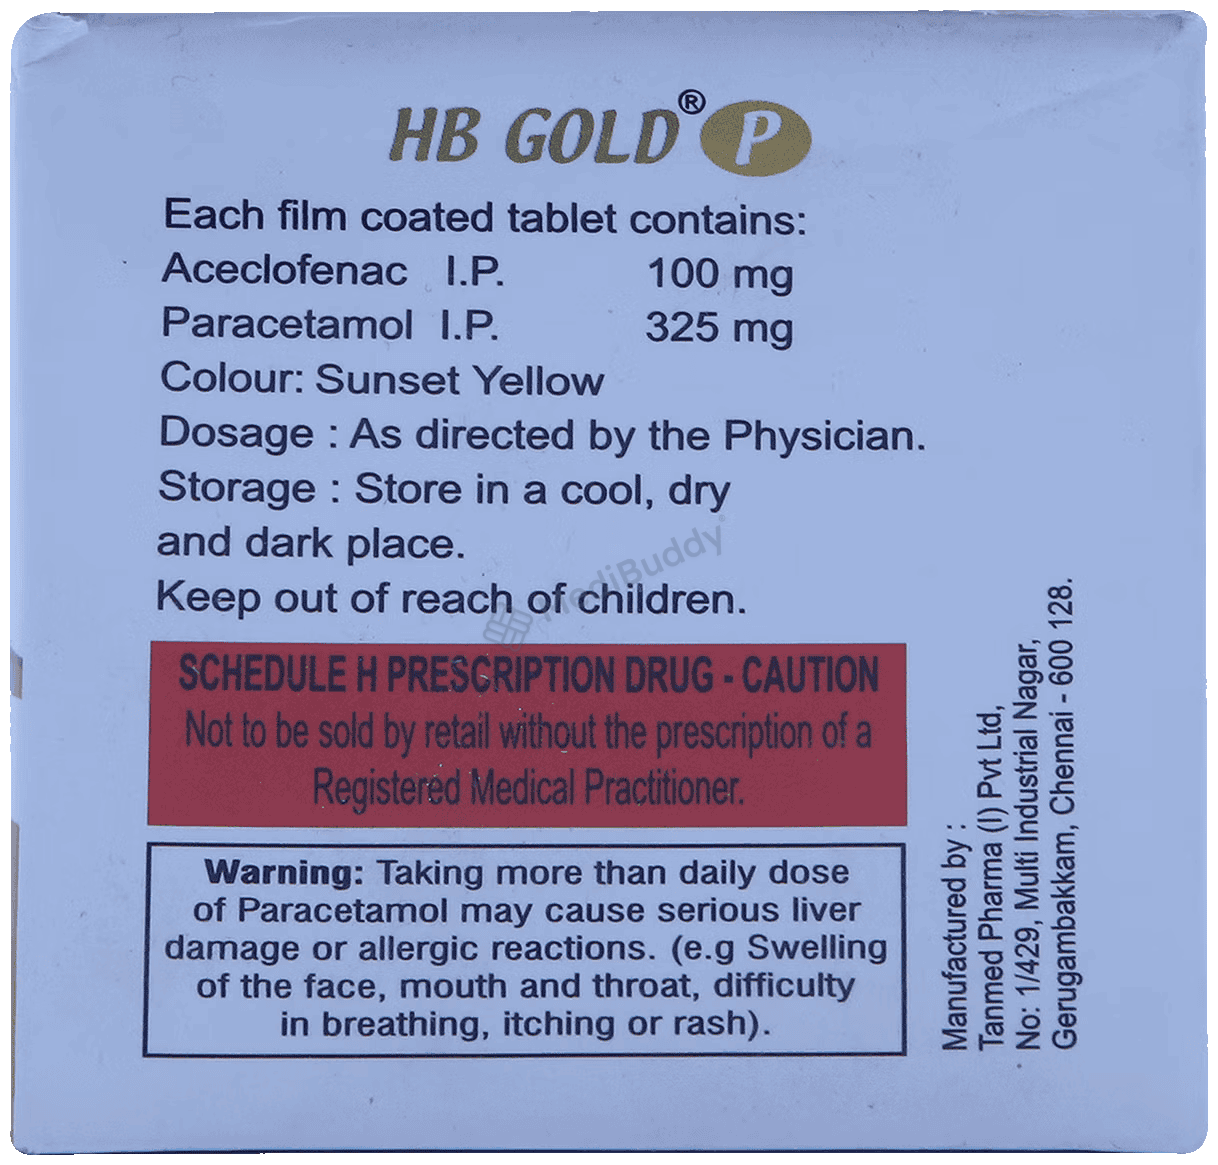 HB GOLD® P
Each film coated tablet contains:
Aceclofenac I.P. 100 mg
Paracetamol I.P. 325 mg
Colour: Sunset Yellow
Dosage : As directed by the Physician.
Storage : Store in a cool, dry
and dark place.
Keep out of reach of children.
MediBuddy
SCHEDULE H PRESCRIPTION DRUG - CAUTION
Not to be sold by retail without the prescription of a
Registered Medical Practitioner.
Warning: Taking more than daily dose
of Paracetamol may cause serious liver
damage or allergic reactions. (e.g Swelling
of the face, mouth and throat, difficulty
in breathing, itching or rash).
Manufactured by :
Tanmed Pharma (I) Pvt Ltd,
No: 1/429, Multi Industrial Nagar,
Gerugambakkam, Chennai - 600 128.